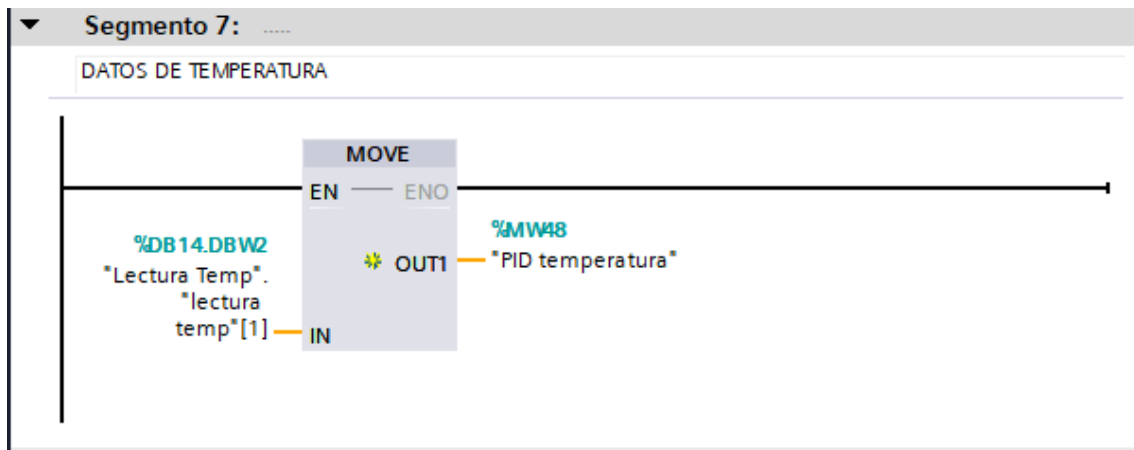 Segmento 7: .....
DATOS DE TEMPERATURA
MOVE
EN ENO
%DB14.DBW2
"Lectura Temp".
"lectura
temp"[1]
IN
OUT1
%MW48
"PID temperatura"